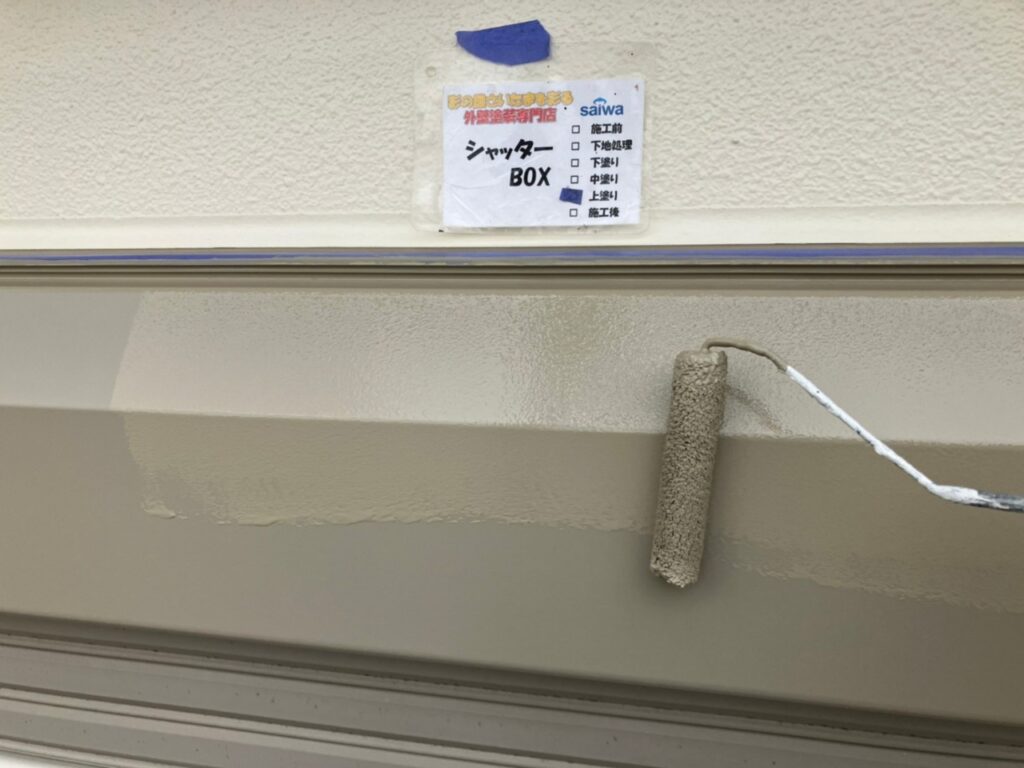 外壁塗装専門店
saiwa
シャッター
BOX
□ 施工前
□ 下地処理
□ 下塗り
□ 中塗り
上塗り
□ 施工後